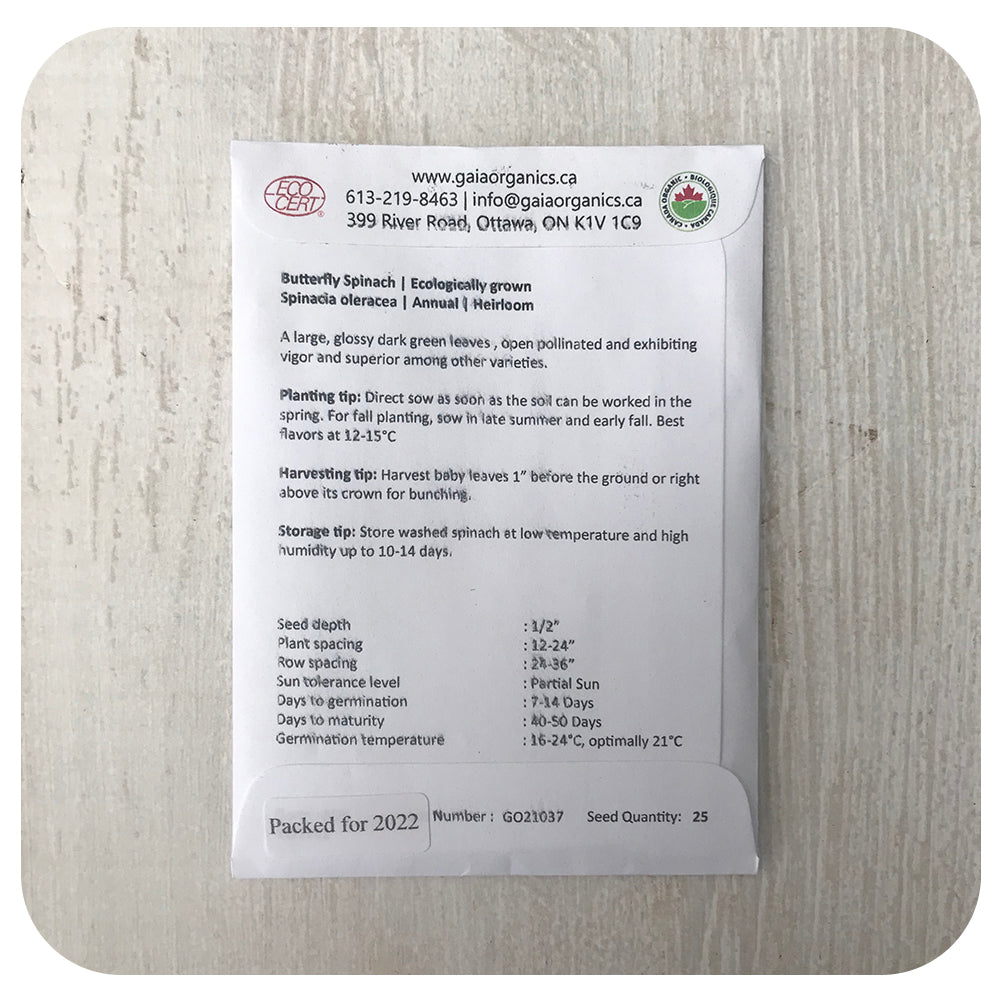 www.gaiaorganics.ca
ECO CERT®
613-219-8463 | info@gaiaorganics.ca
399 River Road, Ottawa, ON K1V 1C9
CANADA ORGANIC • BIOLOGIQUE CANADA •
Butterfly Spinach | Ecologically grown
Spinacia oleracea | Annual | Heirloom
A large, glossy dark green leaves , open pollinated and exhibiting
vigor and superior among other varieties.
Planting tip: Direct sow as soon as the soil can be worked in the
spring. For fall planting, sow in late summer and early fall. Best
flavors at 12-15°C
Harvesting tip: Harvest baby leaves 1” before the ground or right
above its crown for bunching.
Storage tip: Store washed spinach at low temperature and high
humidity up to 10-14 days.
Seed depth : 1/2”
Plant spacing : 12-24”
Row spacing : 24-36”
Sun tolerance level : Partial Sun
Days to germination : 7-14 Days
Days to maturity : 40-50 Days
Germination temperature : 16-24°C, optimally 21°C
Packed for 2022 Number : GO21037 Seed Quantity: 25